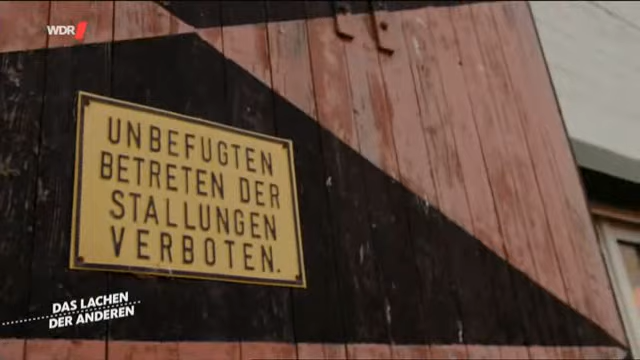 WDR
UNBEFUGTEN
BETRETEN DER
STALLUNGEN
VERBOTEN.
DAS LACHEN
DER ANDEREN